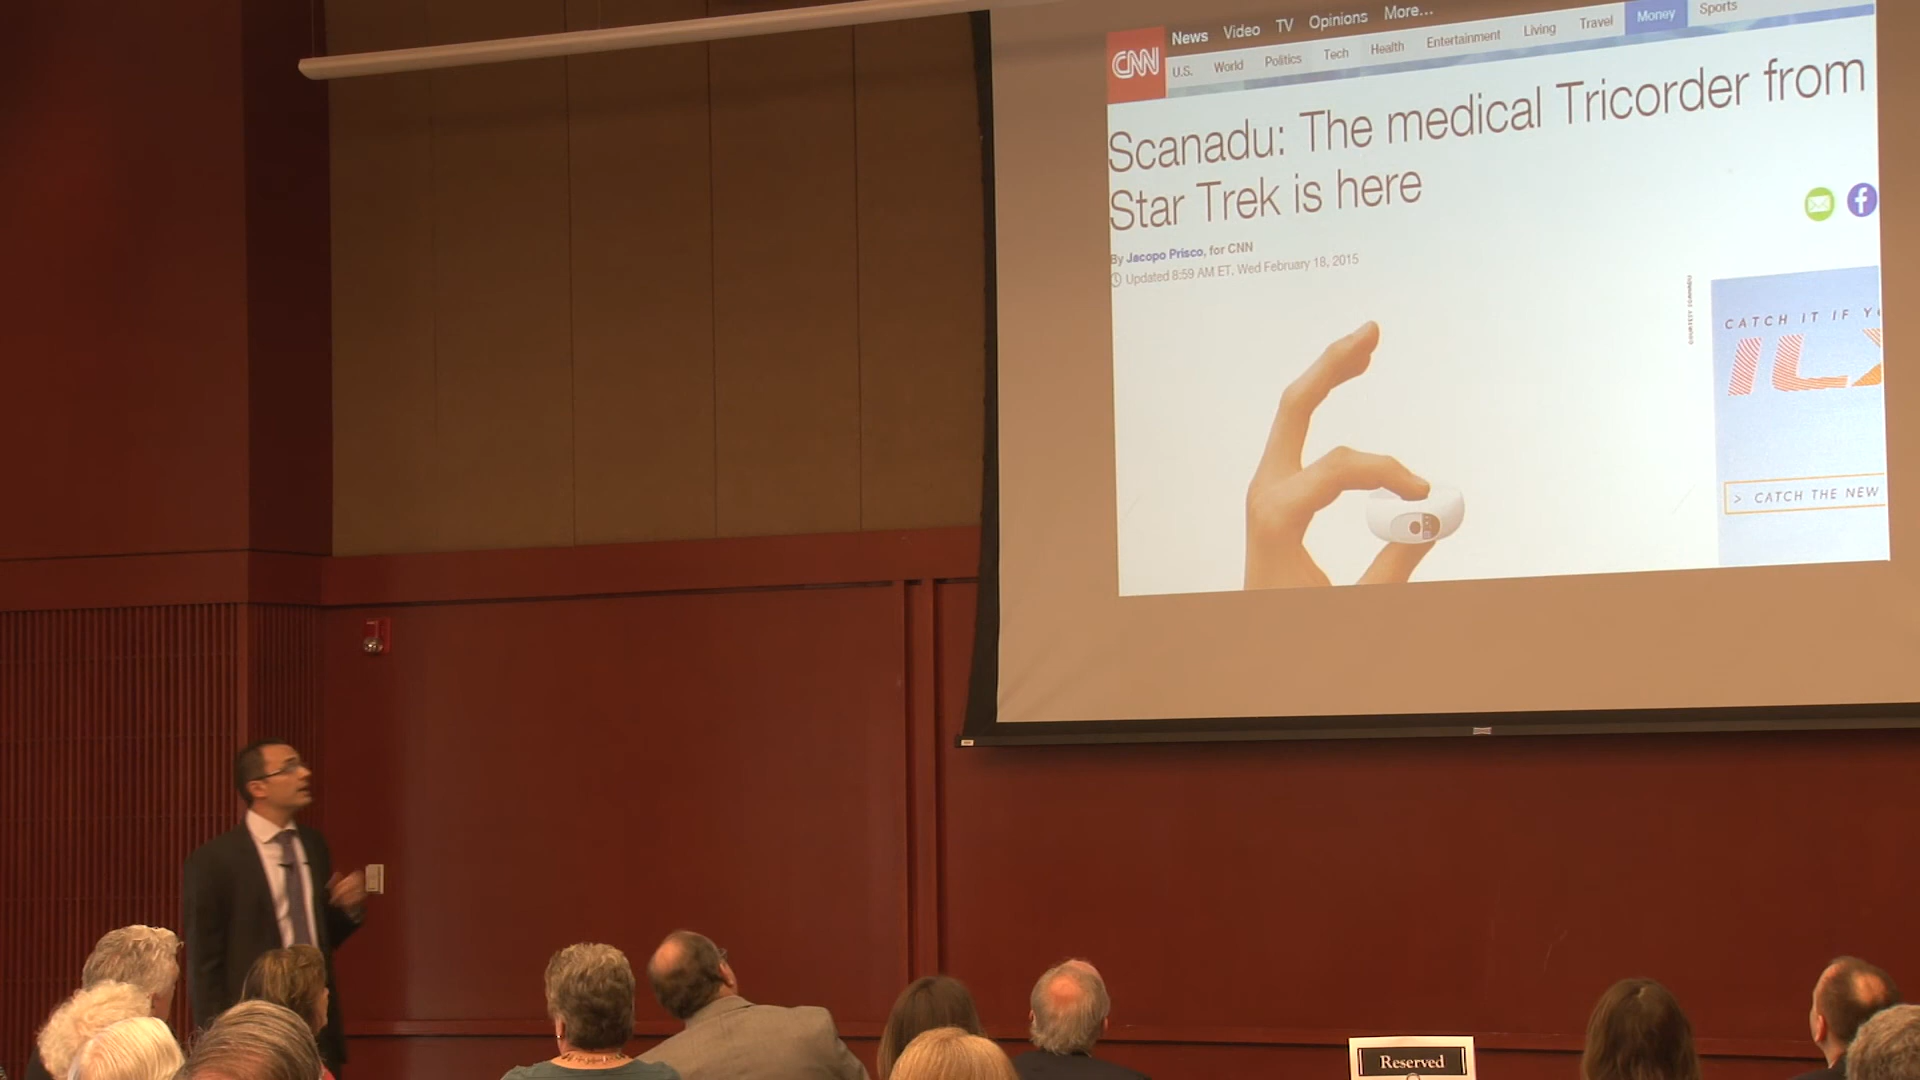 CNN
News Video TV Opinions More...
U.S. World Politics Tech Health Entertainment Living Travel Money Sports
Scanadu: The medical Tricorder from
Star Trek is here
By Jacopo Prisco, for CNN
Updated 8:59 AM ET, Wed February 18, 2015
f
CATCH IT IF Y
IL
> CATCH THE NEW
Reserved